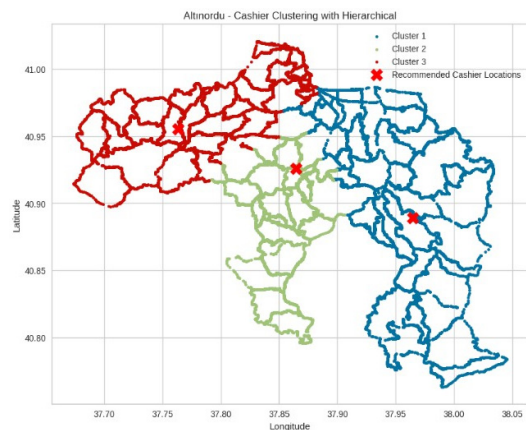 Altınordu - Cashier Clustering with Hierarchical
Cluster 1
Cluster 2
Cluster 3
Recommended Cashier Locations
41.00
40.95
40.90
40.85
40.80
Latitude
37.70 37.75 37.80 37.85 37.90 37.95 38.00 38.05
Longitude